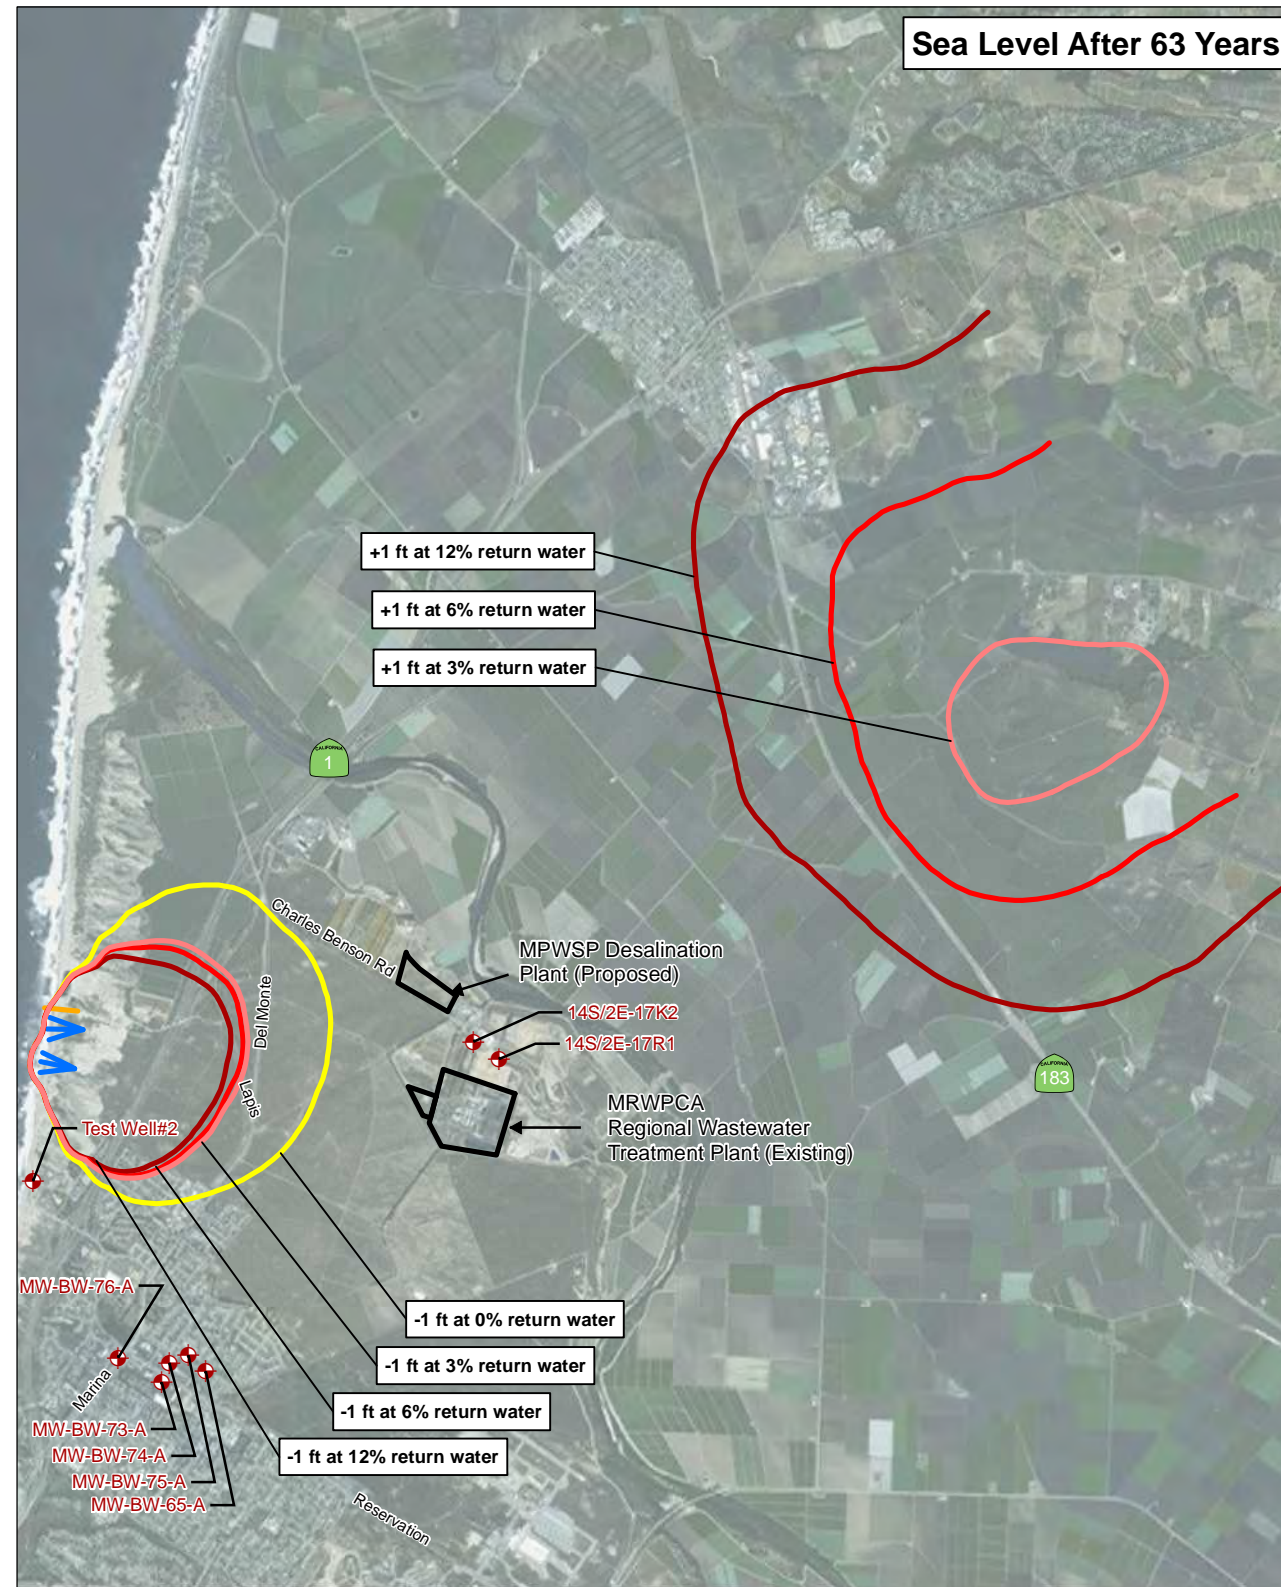 Sea Level After 63 Years
+1 ft at 12% return water
+1 ft at 6% return water
+1 ft at 3% return water
CALIFORNIA
1
Charles Benson Rd
MPWSP Desalination
Plant (Proposed)
Del Monte
14S/2E-17K2
14S/2E-17R1
CALIFORNIA
183
Lapis
MRWPCA
Regional Wastewater
Treatment Plant (Existing)
Test Well#2
MW-BW-76-A
-1 ft at 0% return water
-1 ft at 3% return water
Marina
-1 ft at 6% return water
MW-BW-73-A
-1 ft at 12% return water
MW-BW-74-A
MW-BW-75-A
MW-BW-65-A
Reservation